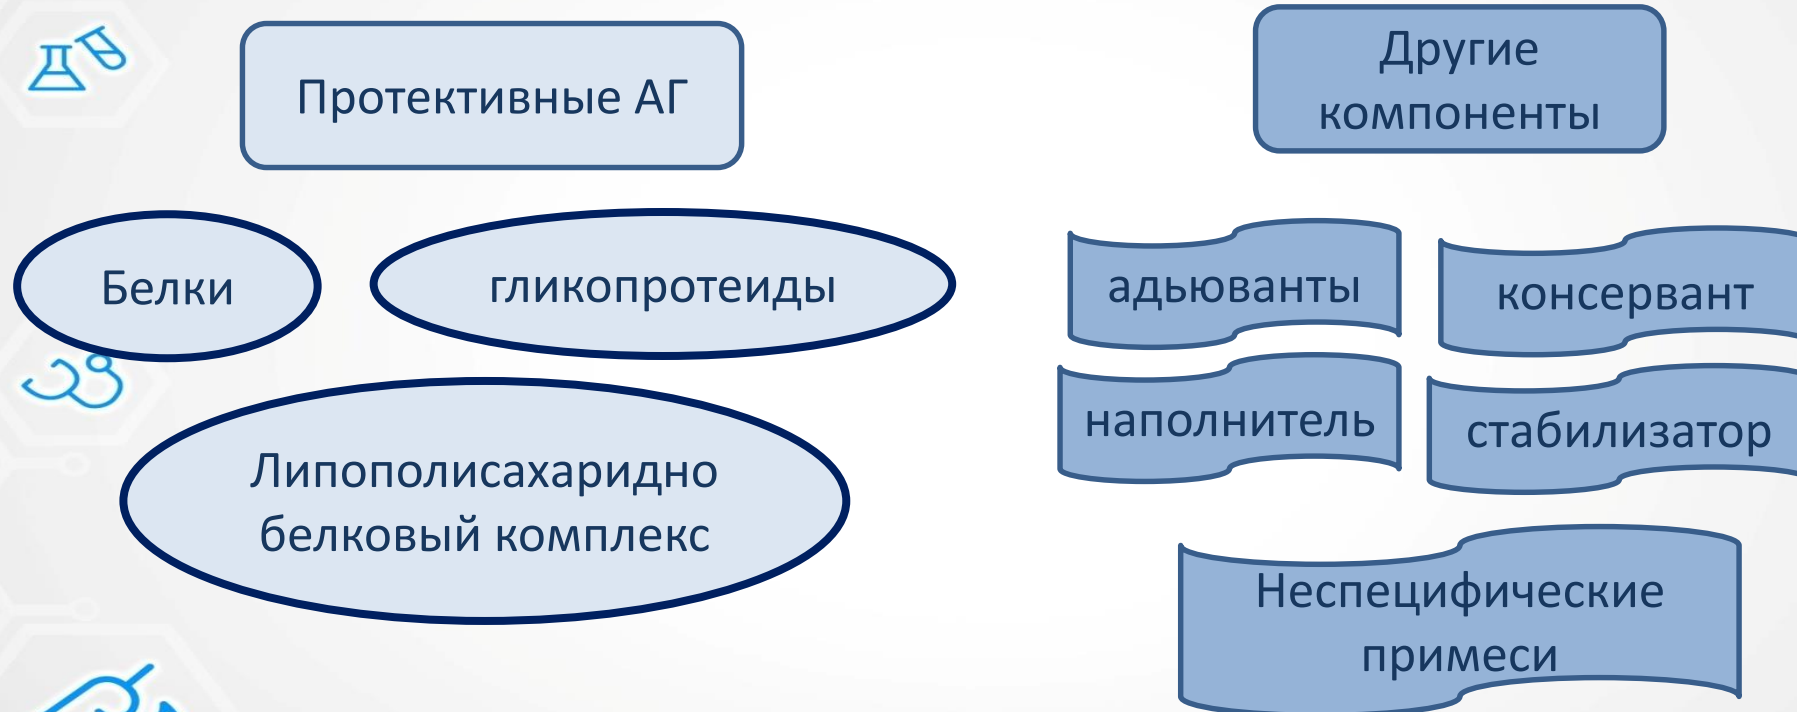 Протективные АГ
Другие
компоненты
Белки
гликопротеиды
Липополисахаридно
белковый комплекс
адьюванты
консервант
наполнитель
стабилизатор
Неспецифические
примеси